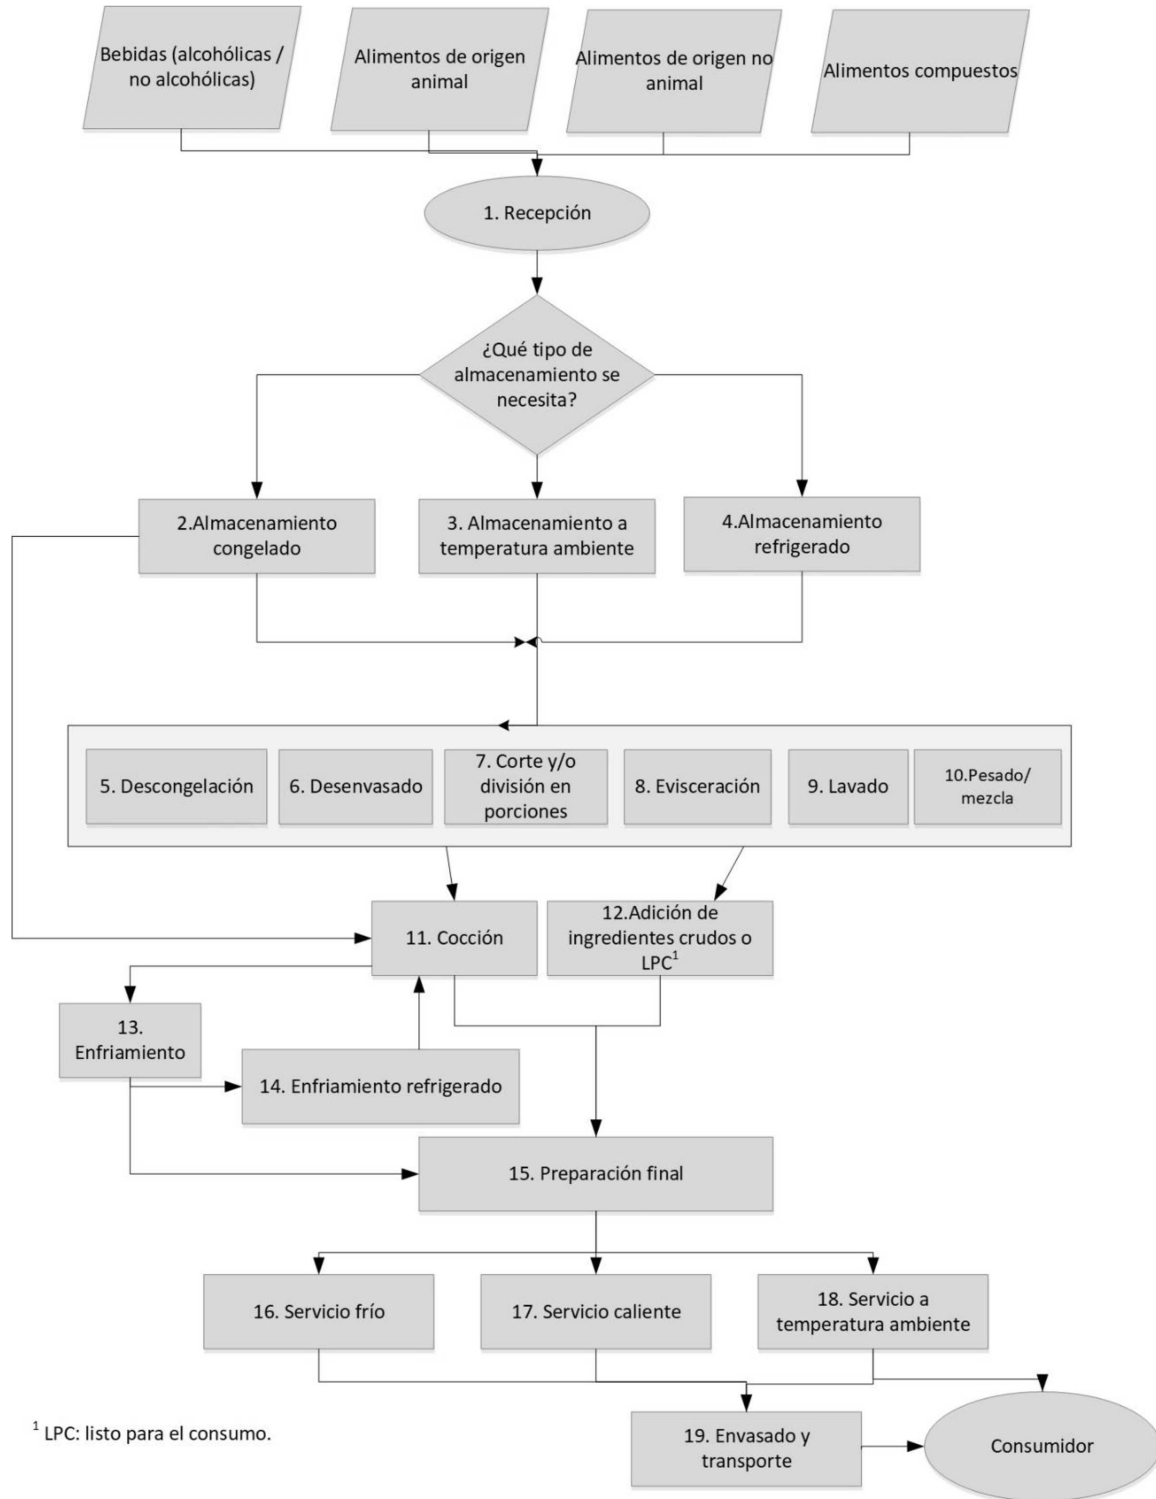 Bebidas (alcohólicas /
no alcohólicas)
Alimentos de origen
animal
Alimentos de origen no
animal
Alimentos compuestos
1. Recepción
¿Qué tipo de
almacenamiento se
necesita?
2.Almacenamiento
congelado
3. Almacenamiento a
temperatura ambiente
4.Almacenamiento
refrigerado
5. Descongelación
6. Desenvasado
7. Corte y/o
división en
porciones
8. Evisceración
9. Lavado
10.Pesado/
mezcla
11. Cocción
12.Adición de
ingredientes crudos o
LPC¹
13.
Enfriamiento
14. Enfriamiento refrigerado
15. Preparación final
16. Servicio frío
17. Servicio caliente
18. Servicio a
temperatura ambiente
19. Envasado y
transporte
Consumidor
¹ LPC: listo para el consumo.